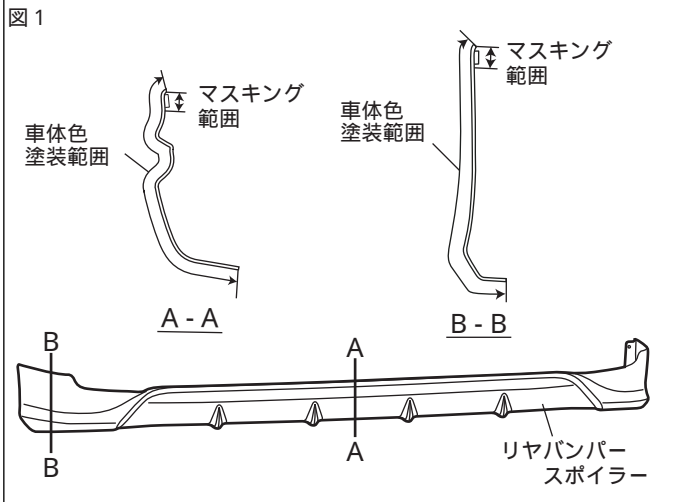 図 1
マスキング
範囲
車体色
塗装範囲
A - A
マスキング
範囲
車体色
塗装範囲
B - B
B
B
A
A
リヤバンパー
スポイラー